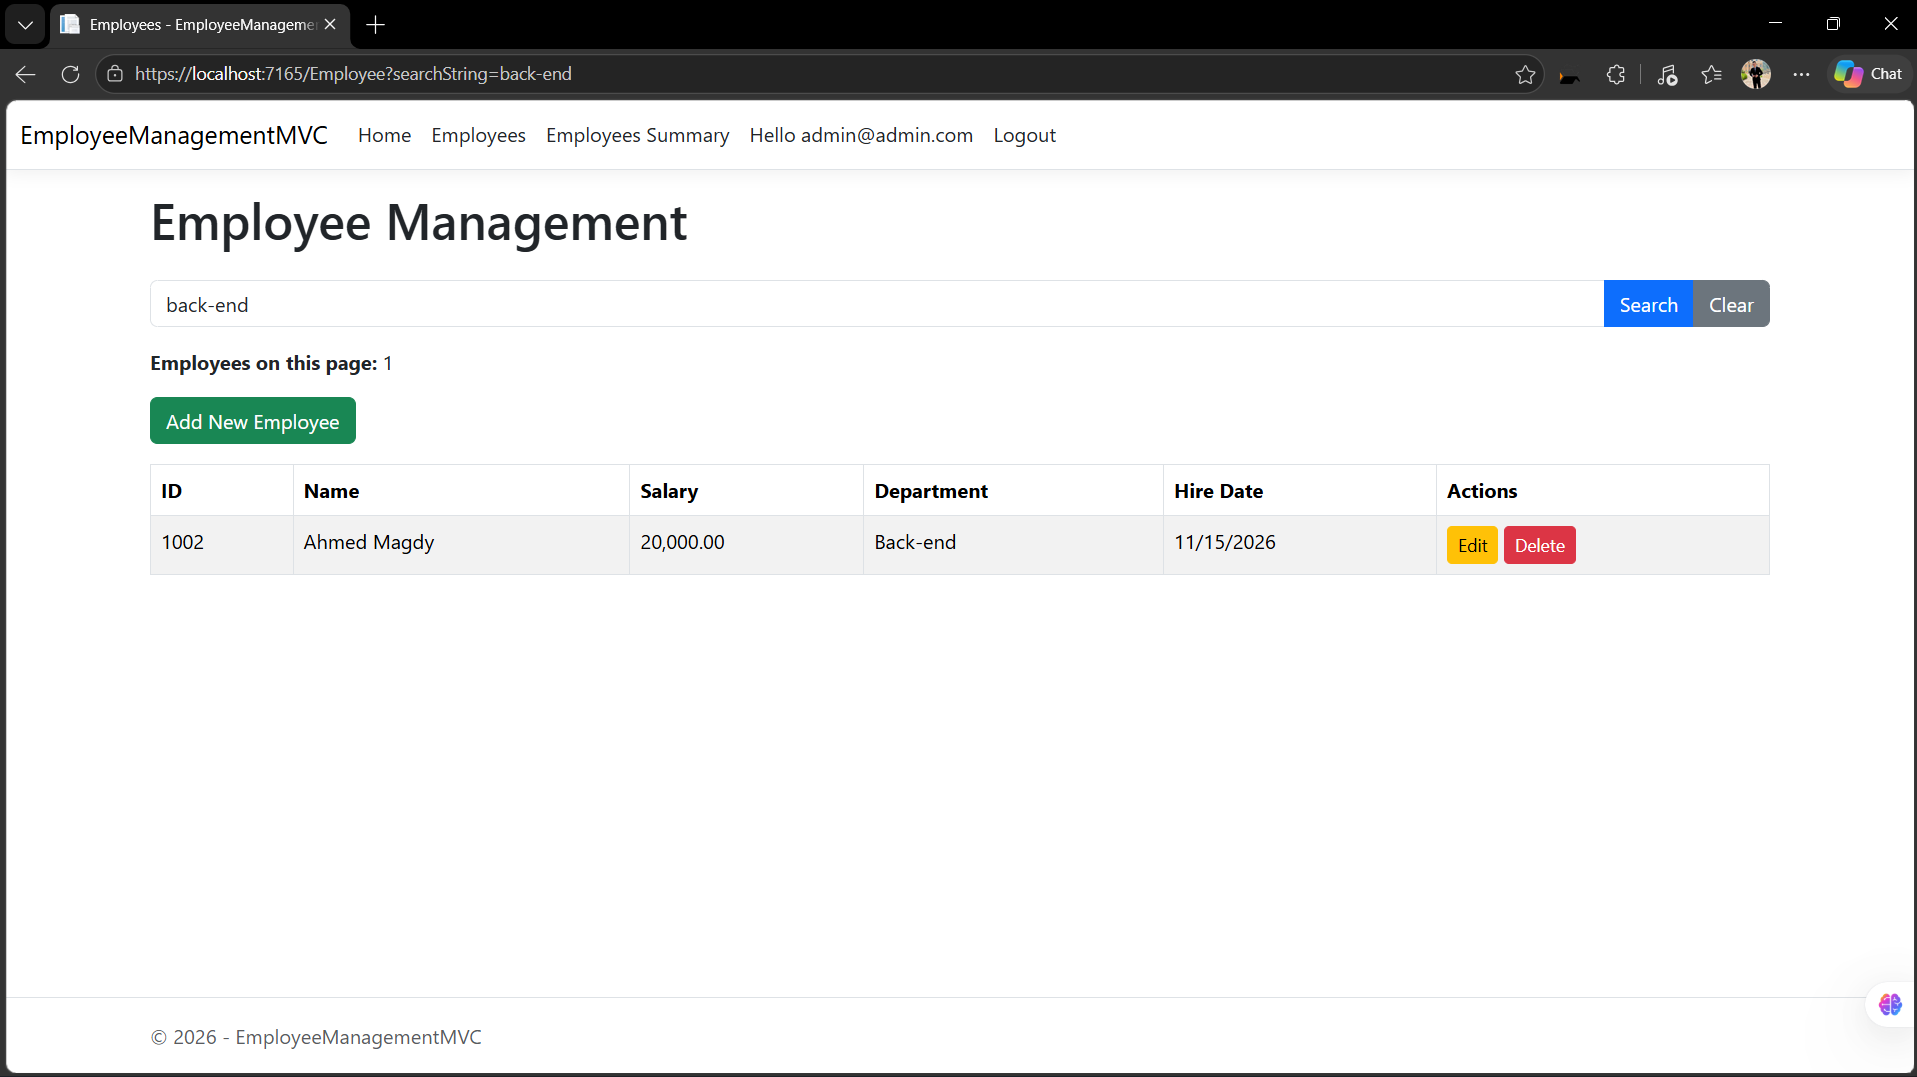 Employees - EmployeeManageme
https://localhost:7165/Employee?searchString=back-end
Chat
EmployeeManagementMVC Home Employees Employees Summary Hello admin@admin.com Logout
Employee Management
back-end Search Clear
Employees on this page: 1
Add New Employee
ID Name Salary Department Hire Date Actions
1002 Ahmed Magdy 20,000.00 Back-end 11/15/2026 Edit Delete
© 2026 - EmployeeManagementMVC